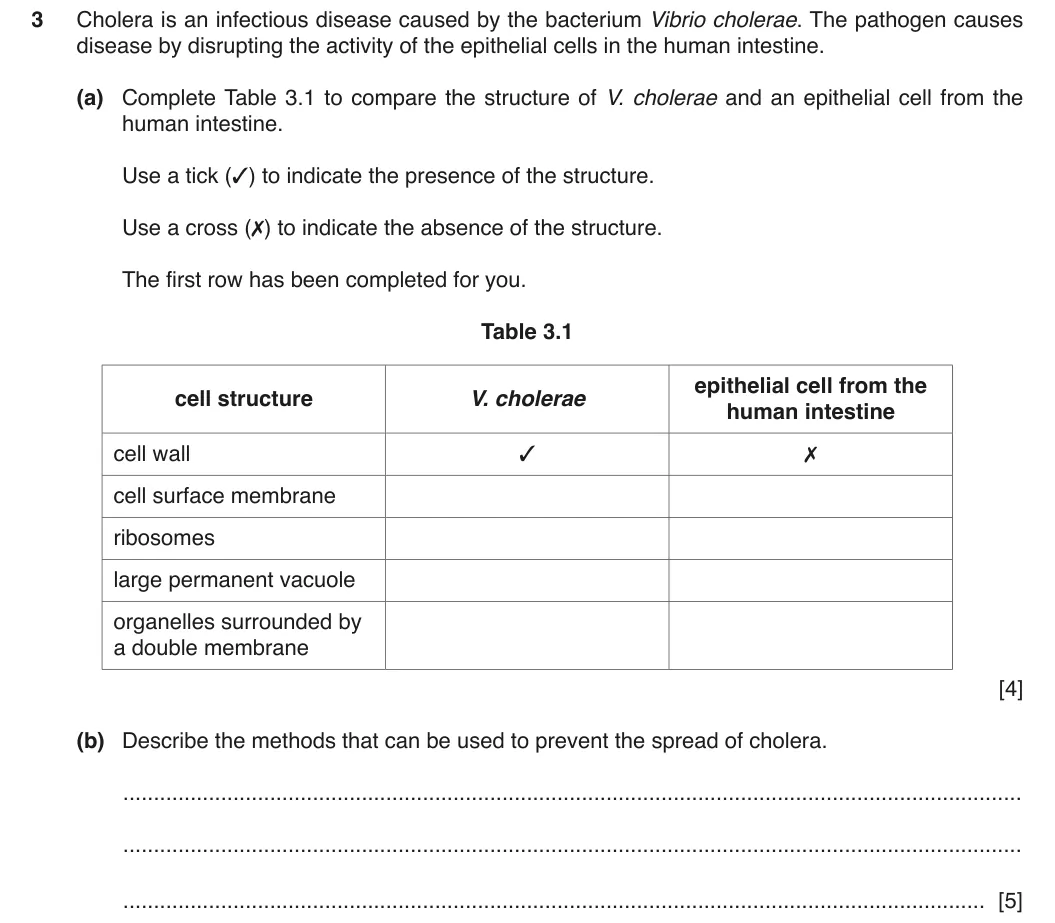 3 Cholera is an infectious disease caused by the bacterium Vibrio cholerae. The pathogen causes
disease by disrupting the activity of the epithelial cells in the human intestine.
(a) Complete Table 3.1 to compare the structure of V. cholerae and an epithelial cell from the
human intestine.
Use a tick (✓) to indicate the presence of the structure.
Use a cross (✗) to indicate the absence of the structure.
The first row has been completed for you.
Table 3.1
cell structure V. cholerae epithelial cell from the
human intestine
cell wall ✓ ✗
cell surface membrane
ribosomes
large permanent vacuole
organelles surrounded by
a double membrane
[4]
(b) Describe the methods that can be used to prevent the spread of cholera.
..........................................................................................
..........................................................................................
.......................................................................................... [5]